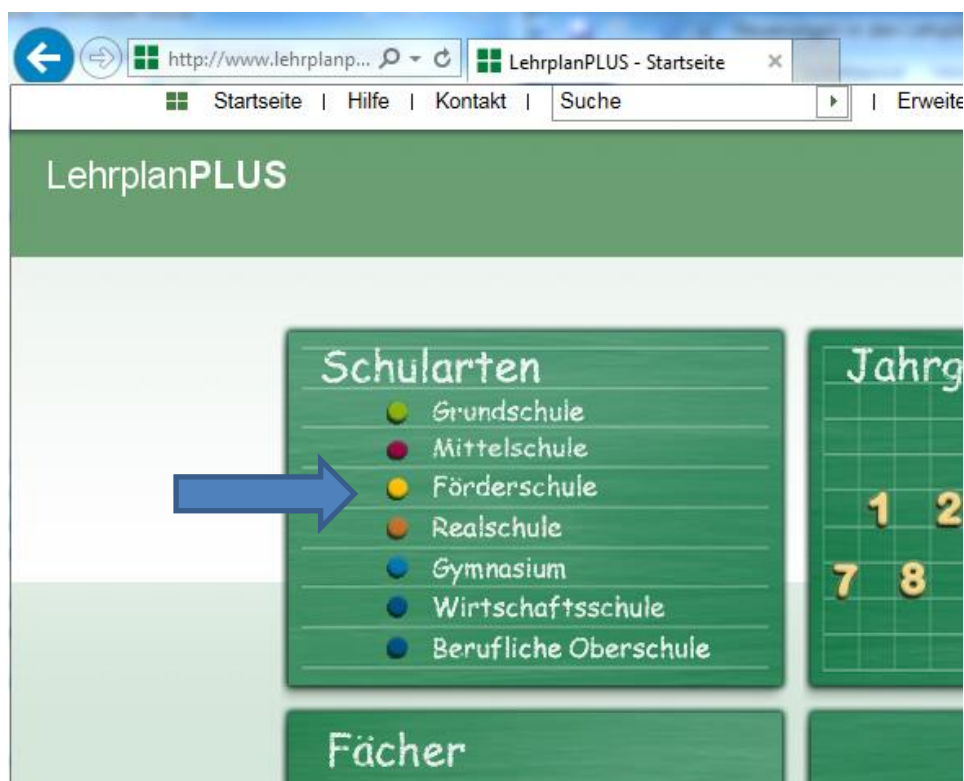 http://www.lehrplanp...
LehrplanPLUS - Startseite
Startseite | Hilfe | Kontakt | Suche | Erweite
LehrplanPLUS
Schularten
Grundschule
Mittelschule
Förderschule
Realschule
Gymnasium
Wirtschaftsschule
Berufliche Oberschule
Jahrg
1 2
7 8
Fächer